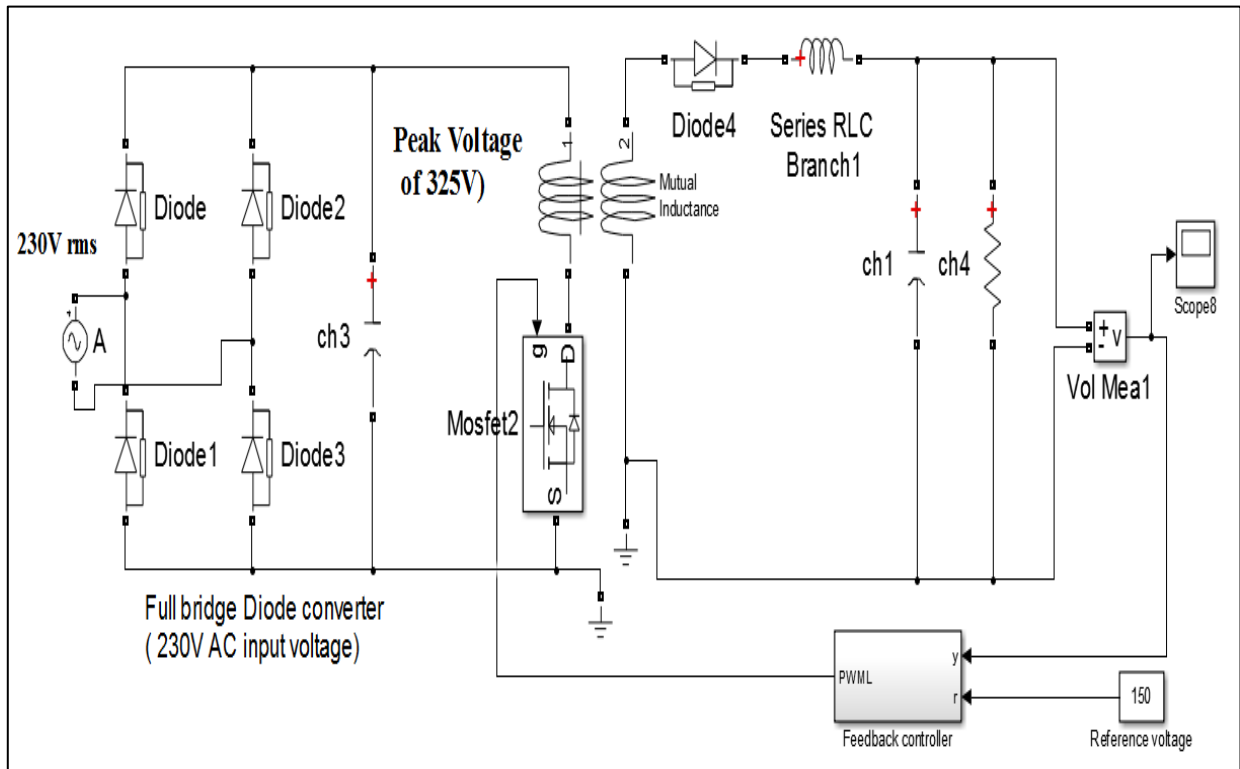 Diode4
Series RLC
Branch1
Peak Voltage
of 325V)
1
2
Mutual
Inductance
Diode
Diode2
230V rms
A
ch3
ch1
ch4
Scope8
+
-
v
Vol Mea1
g
D
Mosfet2
S
Diode1
Diode3
Full bridge Diode converter
( 230V AC input voltage)
PWML
y
r
150
Feedback controller
Reference voltage